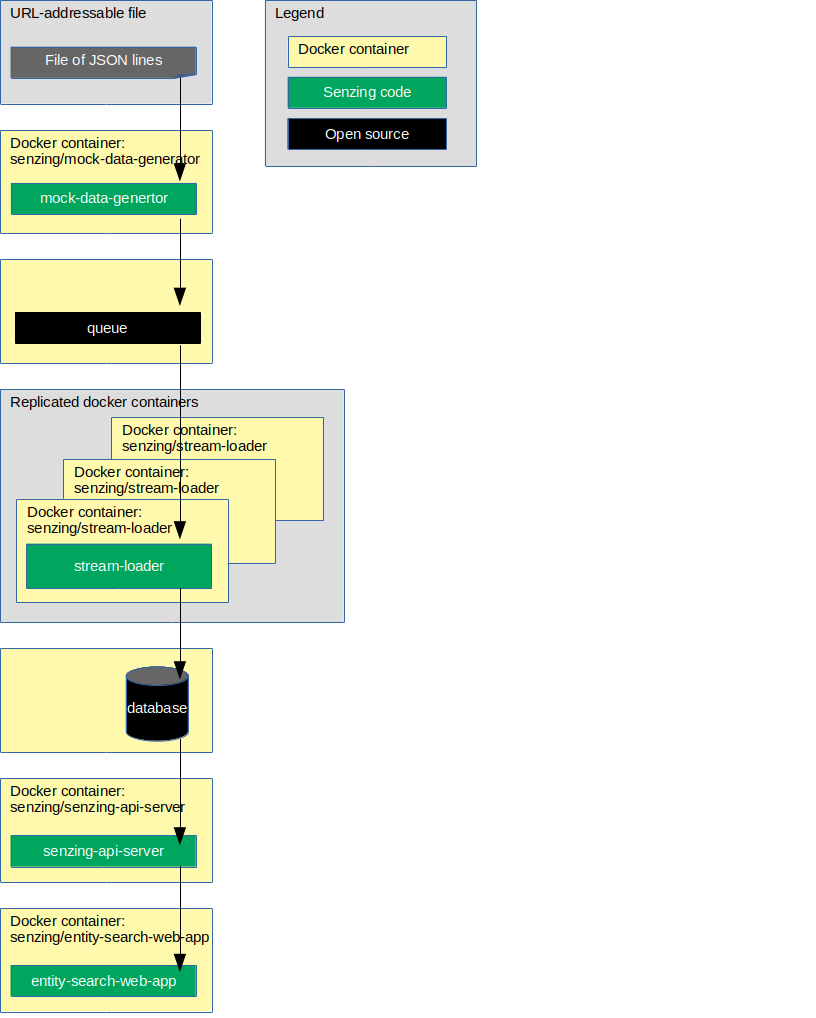 URL-addressable file
File of JSON lines
Legend
Docker container
Senzing code
Open source
Docker container:
senzing/mock-data-generator
mock-data-genertor
queue
Replicated docker containers
Docker container:
senzing/stream-loader
Docker container:
senzing/stream-loader
Docker container:
senzing/stream-loader
stream-loader
database
Docker container:
senzing/senzing-api-server
senzing-api-server
Docker container:
senzing/entity-search-web-app
entity-search-web-app